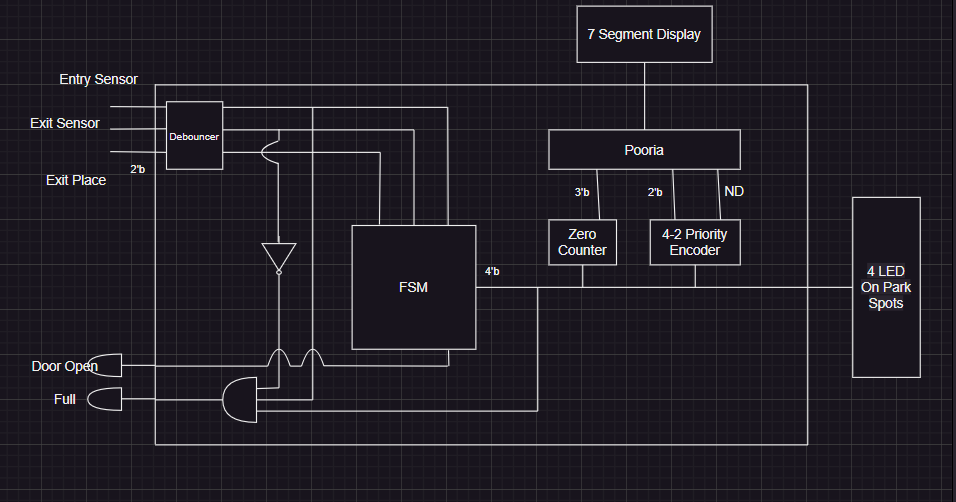 7 Segment Display
Entry Sensor
Exit Sensor
Debouncer
Pooria
2'b
Exit Place
3'b
2'b
ND
Zero
Counter
4-2 Priority
Encoder
4'b
FSM
4 LED
On Park
Spots
Door Open
Full